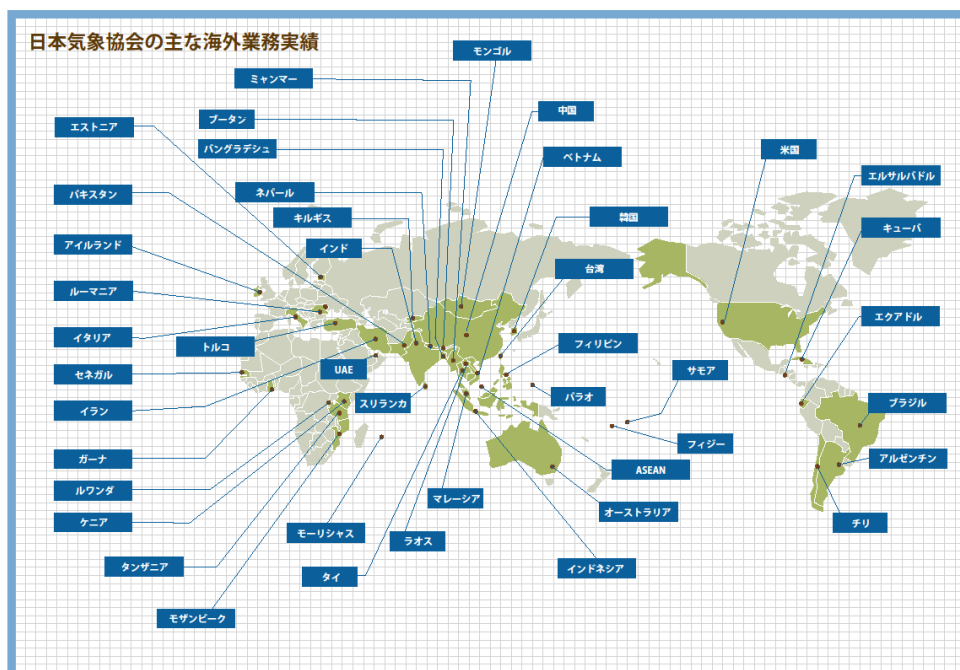 日本気象協会の主な海外業務実績
モンゴル
ミャンマー
中国
ブータン
エストニア
バングラデシュ
ベトナム
米国
エルサルバドル
パキスタン
ネパール
キルギス
韓国
キューバ
アイルランド
インド
台湾
ルーマニア
エクアドル
イタリア
トルコ
フィリピン
UAE
サモア
セネガル
スリランカ
パラオ
イラン
ブラジル
フィジー
ガーナ
ASEAN
アルゼンチン
ルワンダ
マレーシア
オーストラリア
ケニア
チリ
モーリシャス
ラオス
タンザニア
タイ
インドネシア
モザンビーク